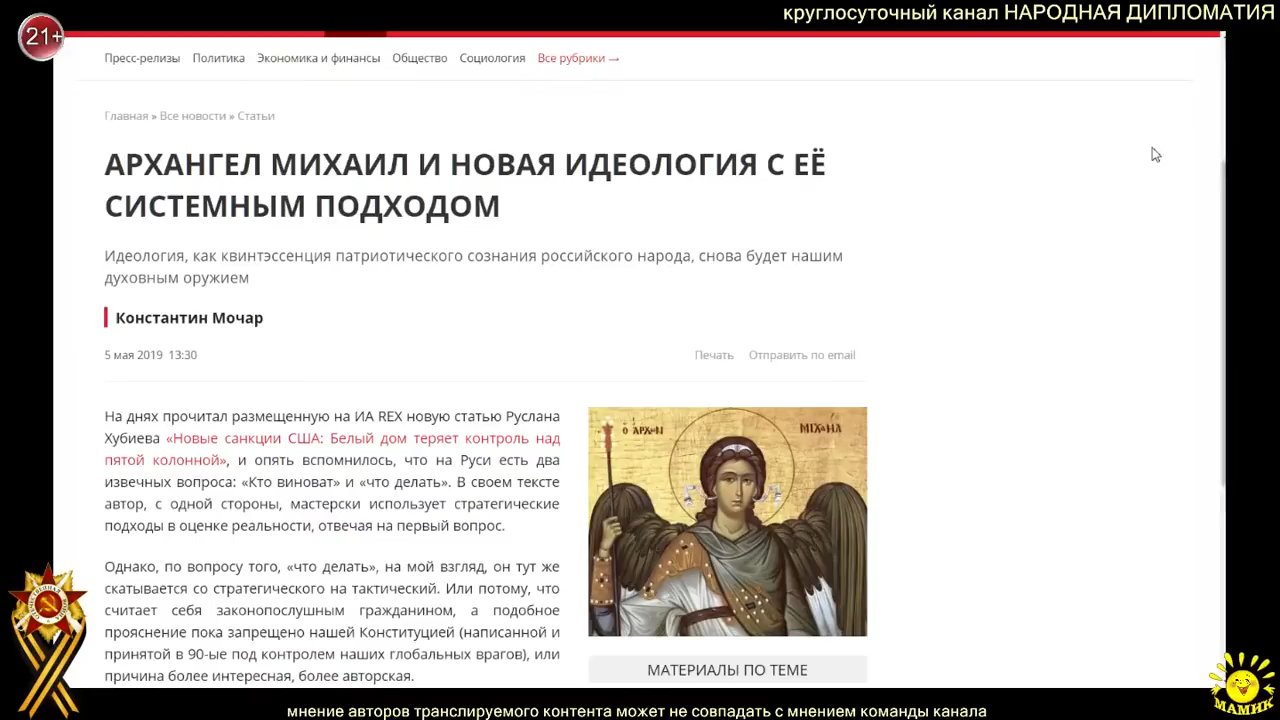 круглосуточный канал НАРОДНАЯ ДИПЛОМАТИЯ
21+
Пресс-релизы Политика Экономика и финансы Общество Социология Все рубрики →
Главная » Все новости » Статьи
АРХАНГЕЛ МИХАИЛ И НОВАЯ ИДЕОЛОГИЯ С ЕЁ
СИСТЕМНЫМ ПОДХОДОМ
Идеология, как квинтэссенция патриотического сознания российского народа, снова будет нашим
духовным оружием
Константин Мочар
5 мая 2019 13:30
Печать Отправить по email
На днях прочитал размещенную на ИА REX новую статью Руслана
Хубиева «Новые санкции США: Белый дом теряет контроль над
пятой колонной», и опять вспомнилось, что на Руси есть два
извечных вопроса: «Кто виноват» и «что делать». В своем тексте
автор, с одной стороны, мастерски использует стратегические
подходы в оценке реальности, отвечая на первый вопрос.
Однако, по вопросу того, «что делать», на мой взгляд, он тут же
скатывается со стратегического на тактический. Или потому, что
считает себя законопослушным гражданином, а подобное
прояснение пока запрещено нашей Конституцией (написанной и
принятой в 90-ые под контролем наших глобальных врагов), или
причина более интересная, более авторская.
МАТЕРИАЛЫ ПО ТЕМЕ
МАМИК
мнение авторов транслируемого контента может не совпадать с мнением команды канала